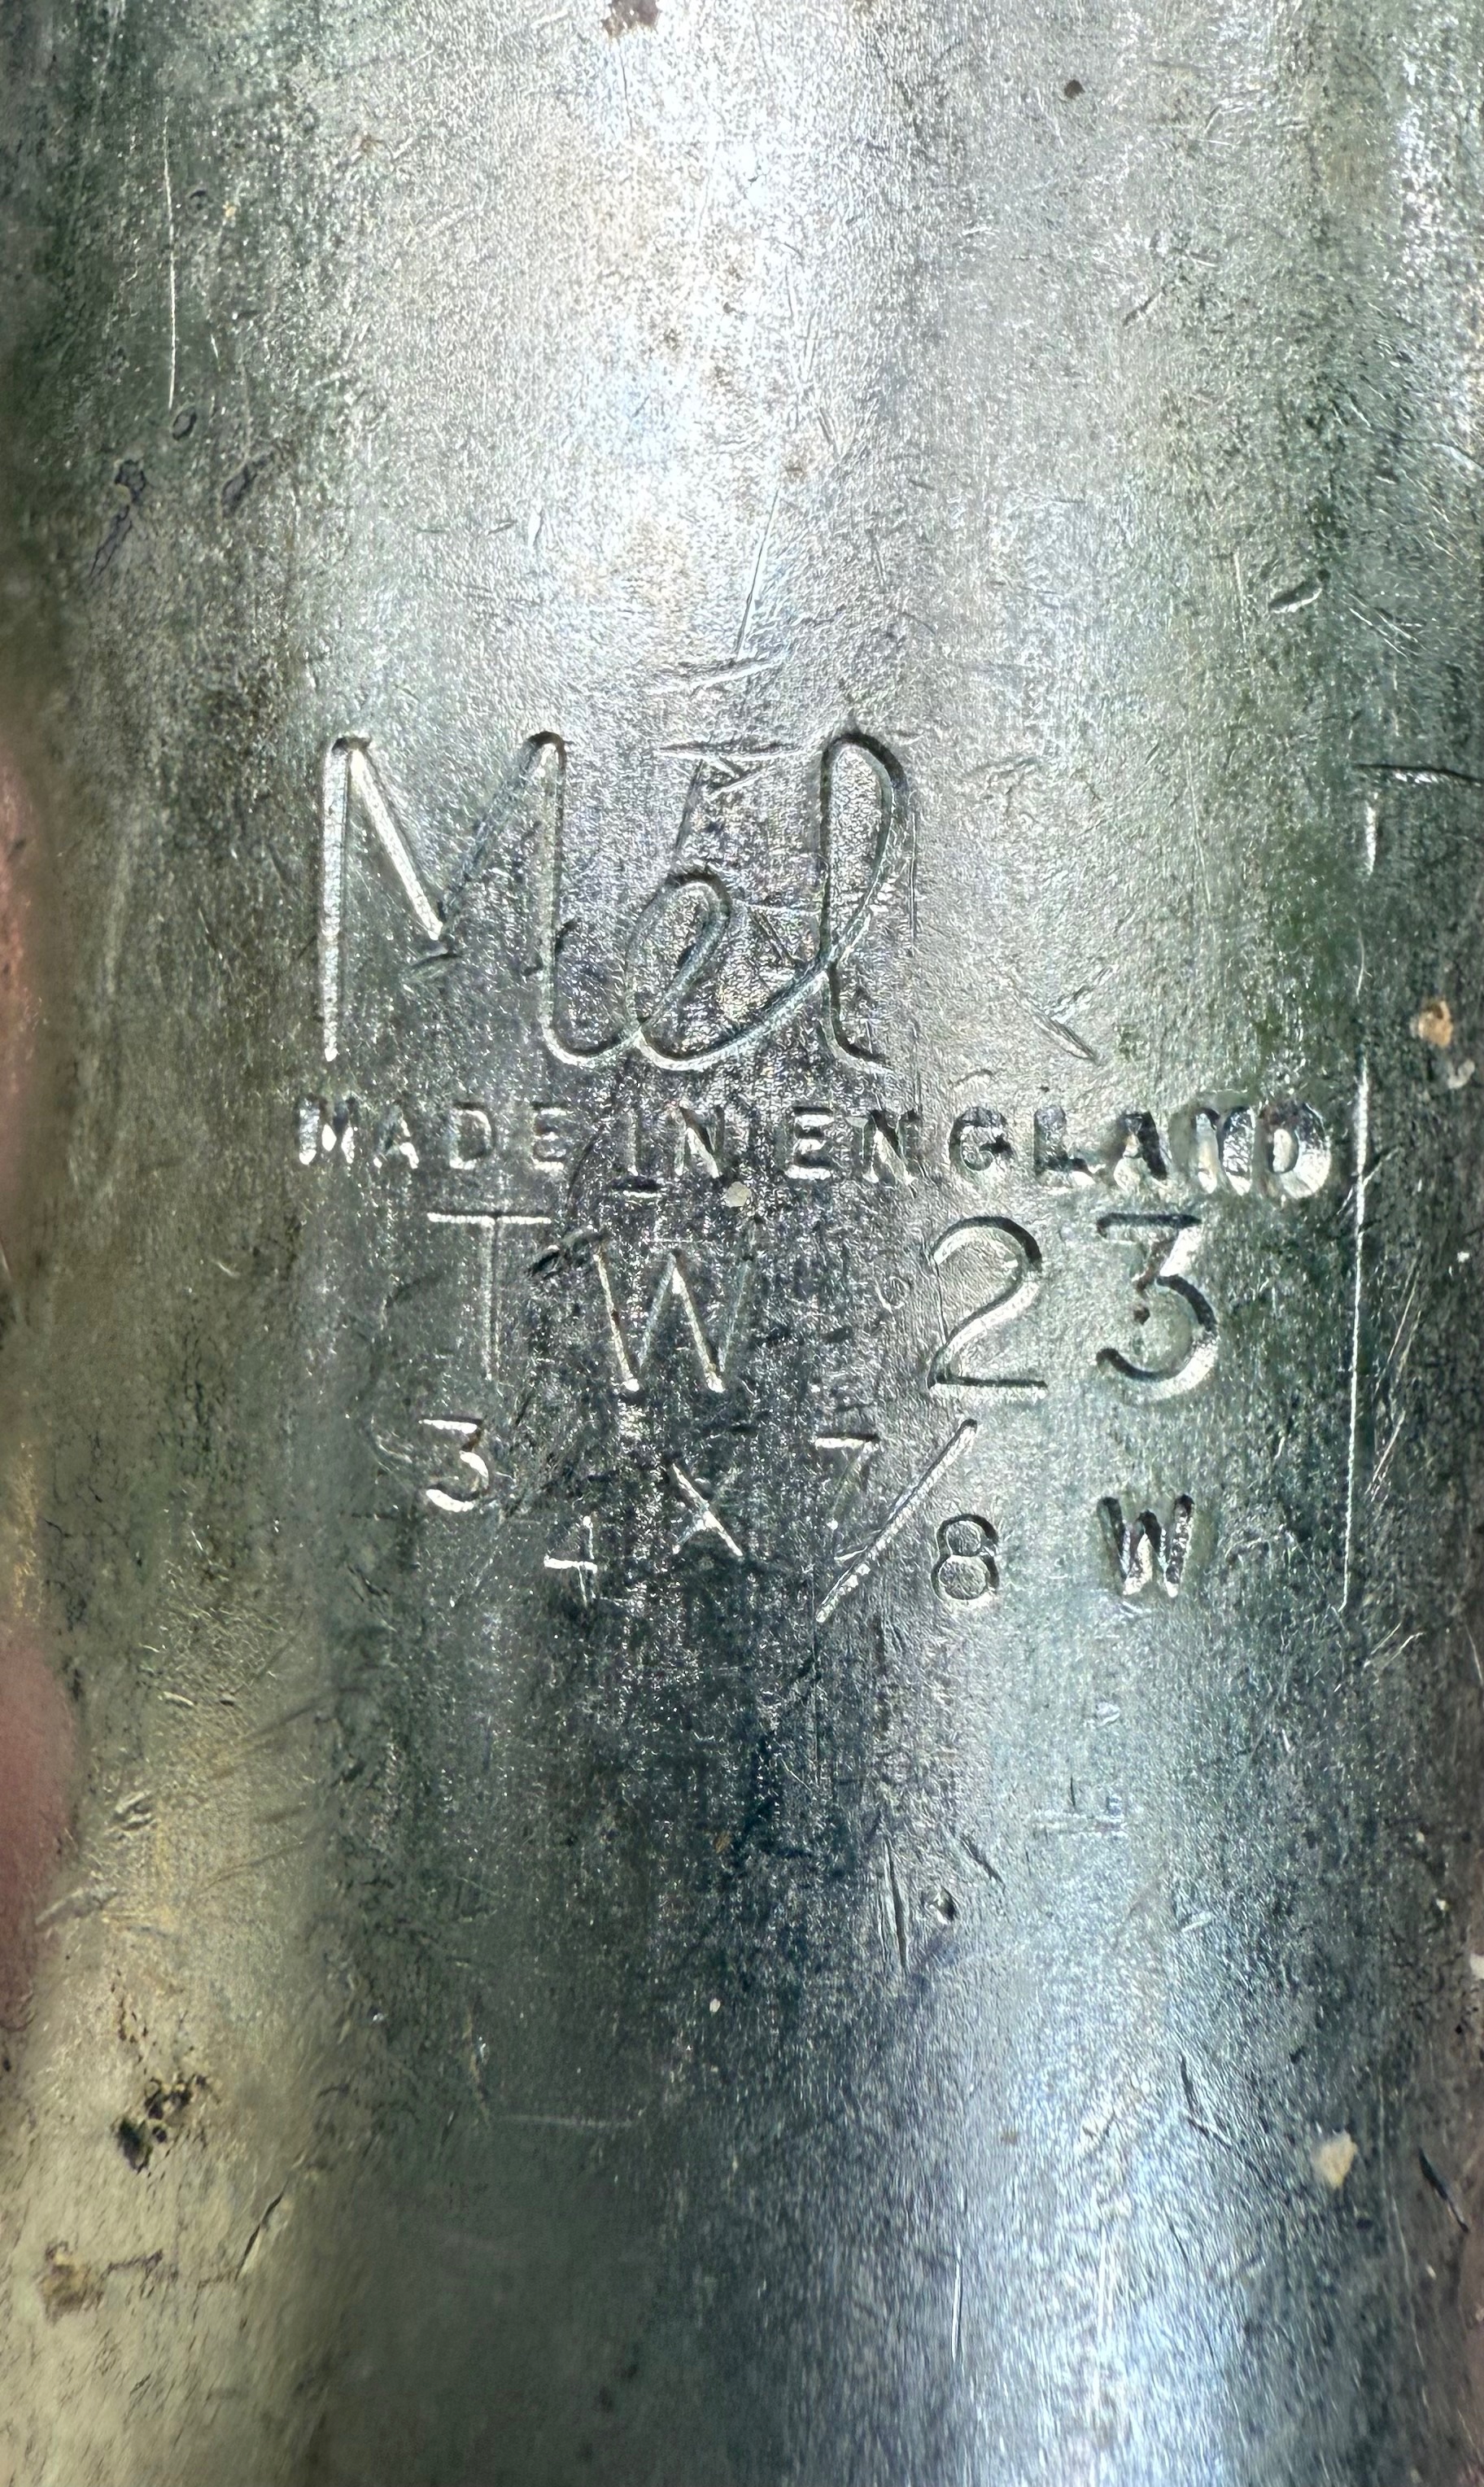 Mel
MADE IN ENGLAND
TW 23
3/4 X 7/8 W